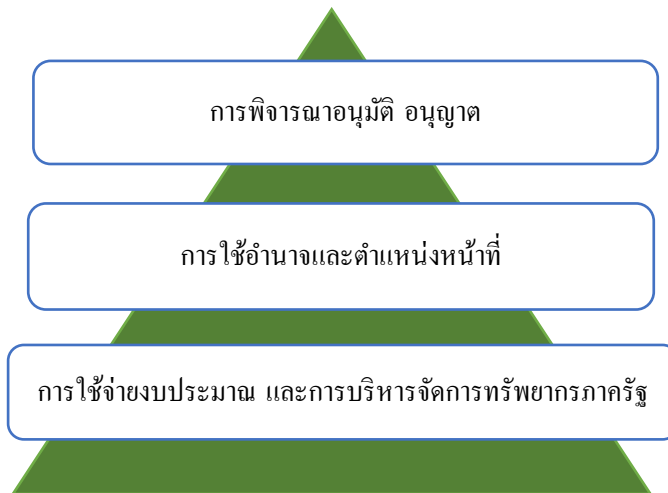 การพิจารณาอนุมัติ อนุญาต
การใช้อำนาจและตำแหน่งหน้าที่
การใช้จ่ายงบประมาณ และการบริหารจัดการทรัพยากรภาครัฐ